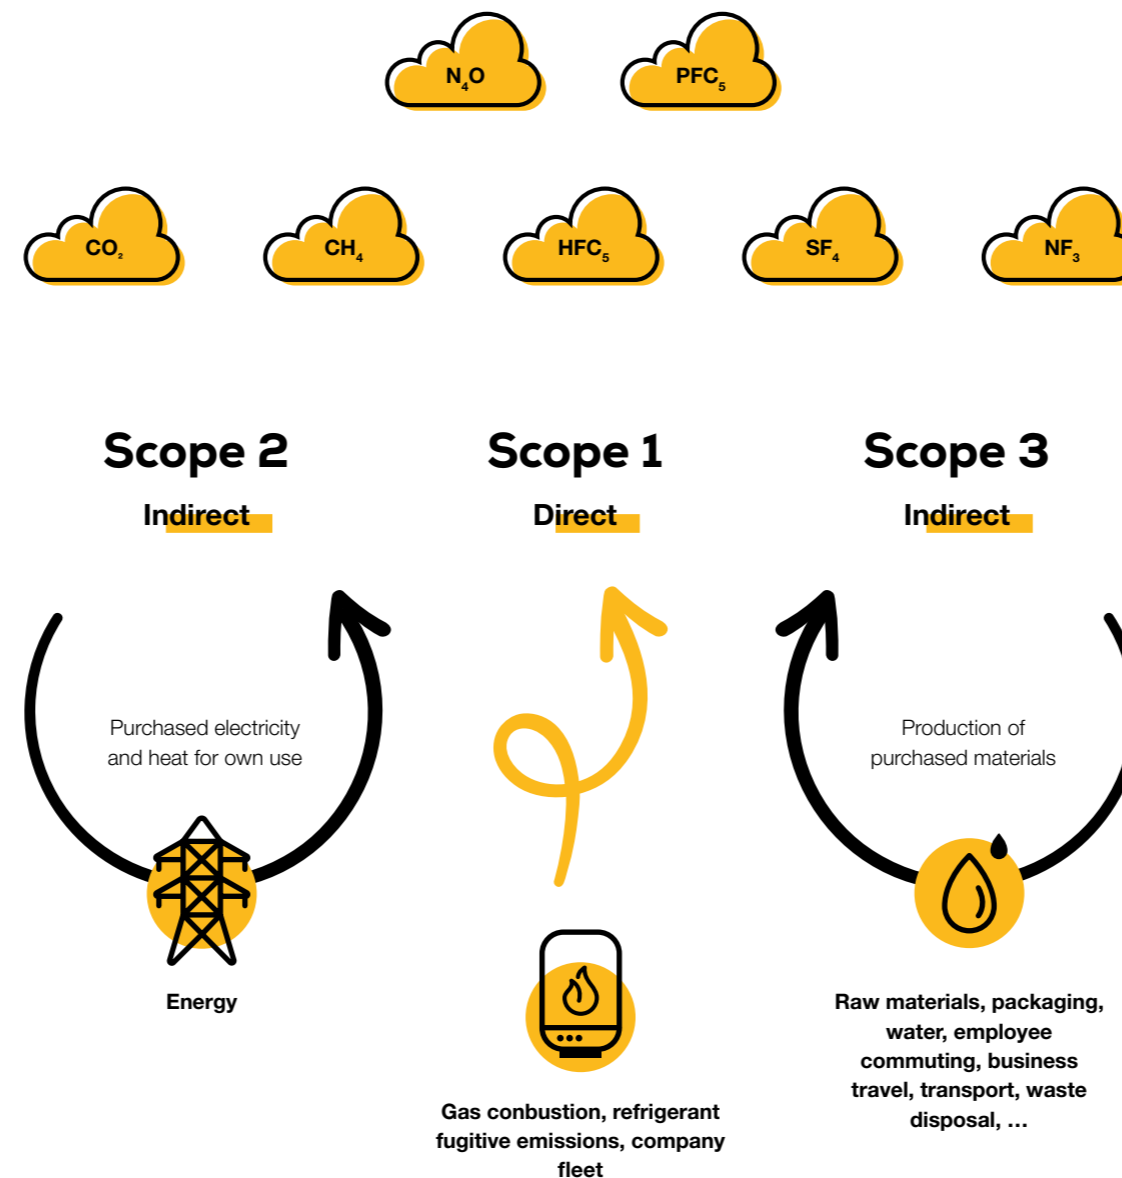 N₄O
PFC₅
CO₂
CH₄
HFC₅
SF₄
NF₃
Scope 2
Indirect
Purchased electricity
and heat for own use
Energy
Scope 1
Direct
Gas conbustion, refrigerant
fugitive emissions, company
fleet
Scope 3
Indirect
Production of
purchased materials
Raw materials, packaging,
water, employee
commuting, business
travel, transport, waste
disposal, ...